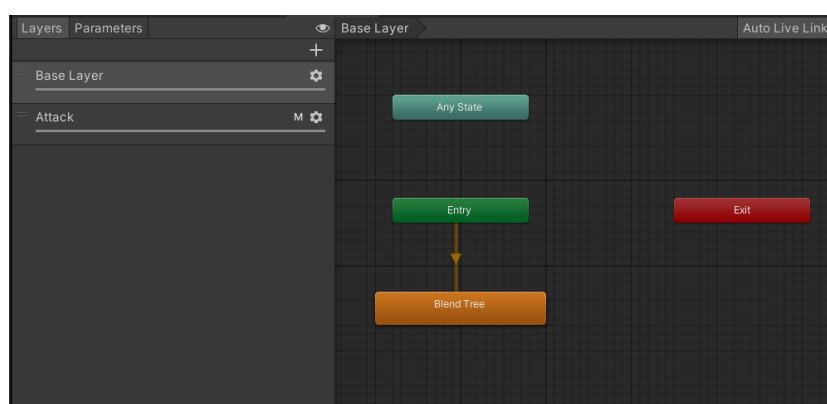 Layers Parameters Base Layer Auto Live Link
Base Layer
Attack M
Any State
Entry
Exit
Blend Tree